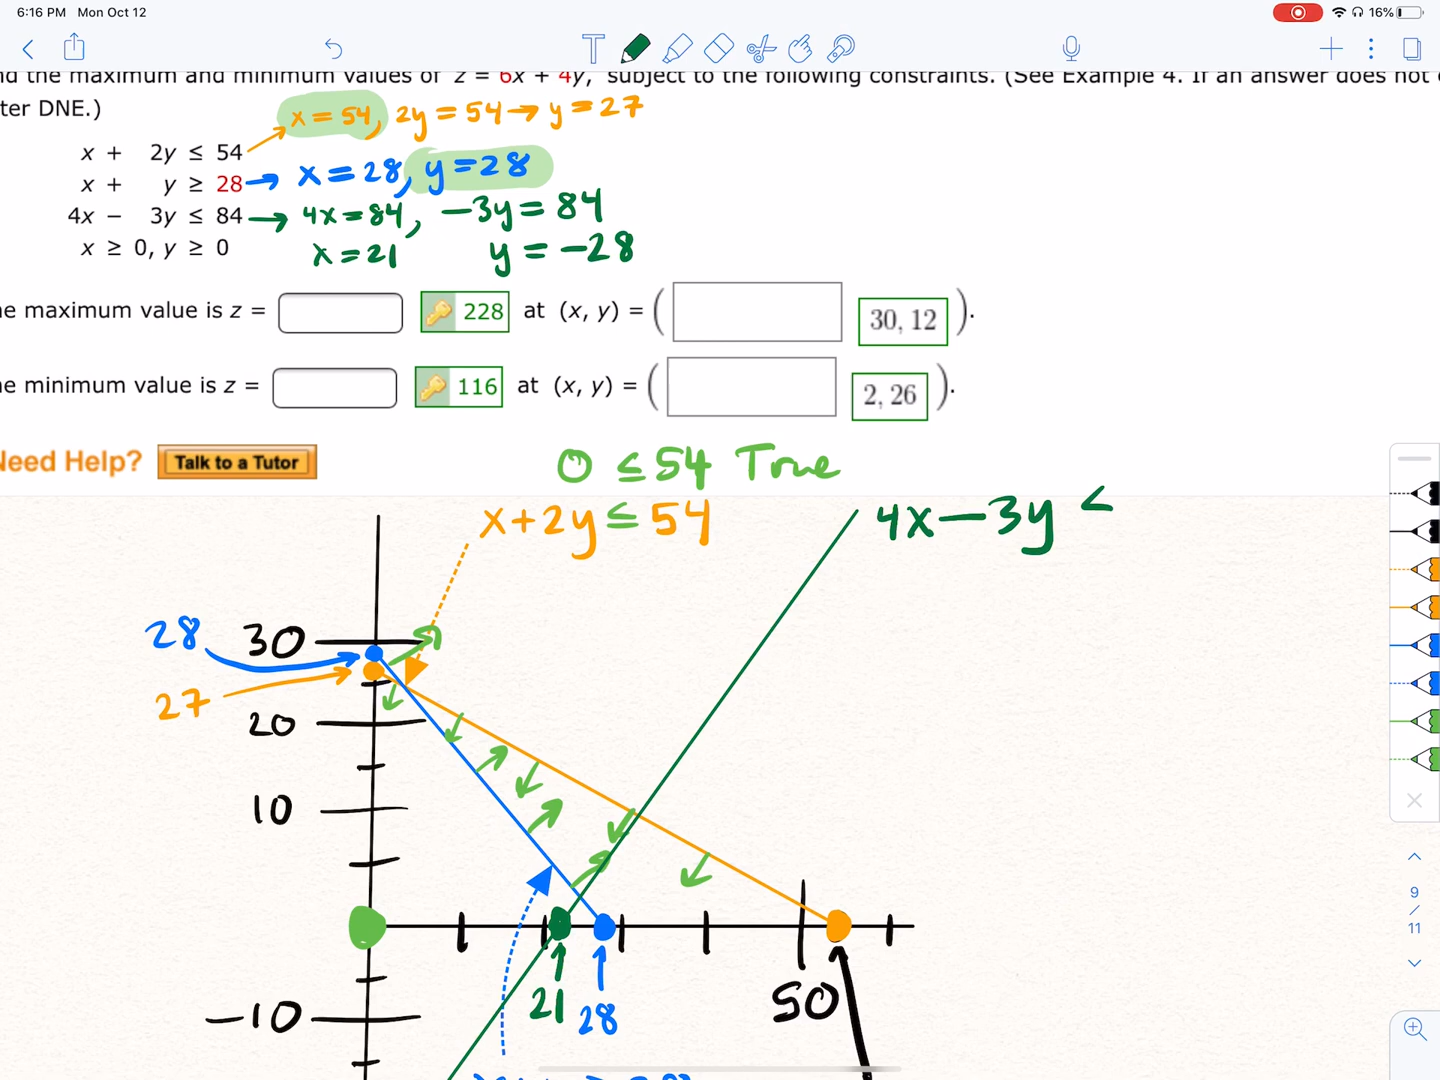 6:16 PM Mon Oct 12
16%
nd the maximum and minimum values of z = 6x + 4y, subject to the following constraints. (See Example 4. If an answer does not
ter DNE.)
x = 54, 2y = 54 → y = 27
x + 2y ≤ 54
x + y ≥ 28 → x = 28, y = 28
4x − 3y ≤ 84 → 4x = 84, −3y = 84
x ≥ 0, y ≥ 0
x = 21 y = −28
e maximum value is z = 228 at (x, y) = ( 30, 12 ).
e minimum value is z = 116 at (x, y) = ( 2, 26 ).
Need Help? Talk to a Tutor
0 ≤ 54 True
x + 2y ≤ 54
4x − 3y <
28
30
27
20
10
21
28
50
−10
9
/
11